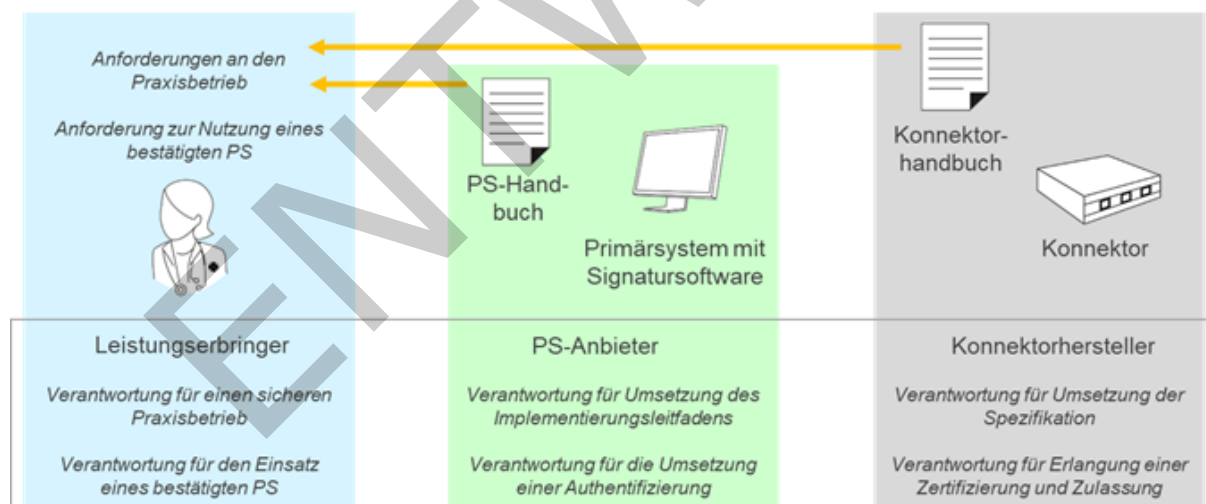 Anforderungen an den
Praxisbetrieb
Anforderung zur Nutzung eines
bestätigten PS
PS-Hand-
buch
Primärsystem mit
Signatursoftware
Konnektor-
handbuch
Konnektor
Leistungserbringer
Verantwortung für einen sicheren
Praxisbetrieb
Verantwortung für den Einsatz
eines bestätigten PS
PS-Anbieter
Verantwortung für Umsetzung des
Implementierungsleitfadens
Verantwortung für die Umsetzung
einer Authentifizierung
Konnektorhersteller
Verantwortung für Umsetzung der
Spezifikation
Verantwortung für Erlangung einer
Zertifizierung und Zulassung
ENTW